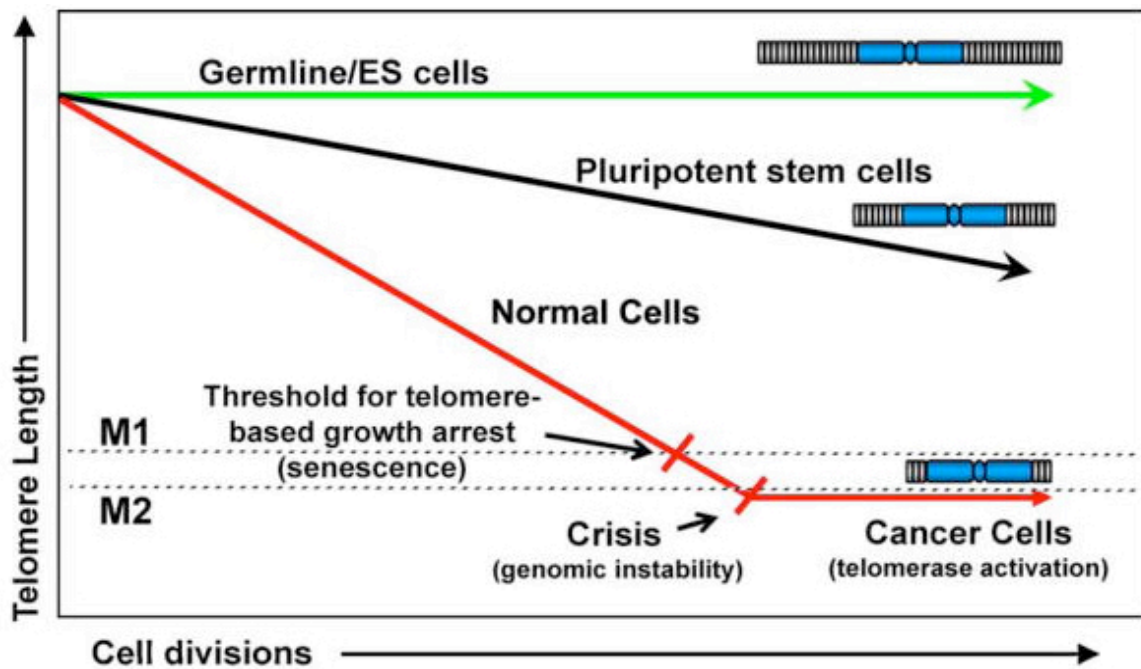 Germline/ES cells
Pluripotent stem cells
Normal Cells
Threshold for telomere-
based growth arrest
(senescence)
M1
M2
Crisis
(genomic instability)
Cancer Cells
(telomerase activation)
Telomere Length
Cell divisions